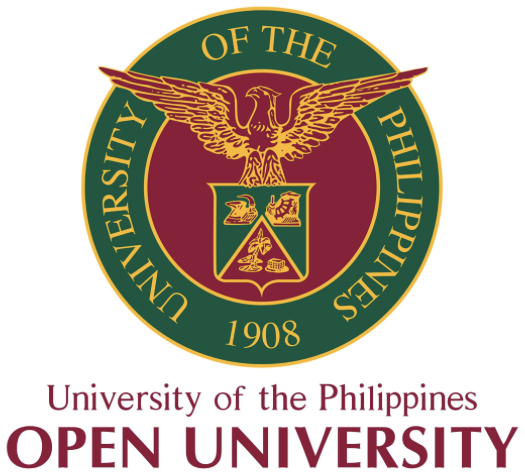 UNIVERSITY OF THE PHILIPPINES
1908
University of the Philippines
OPEN UNIVERSITY